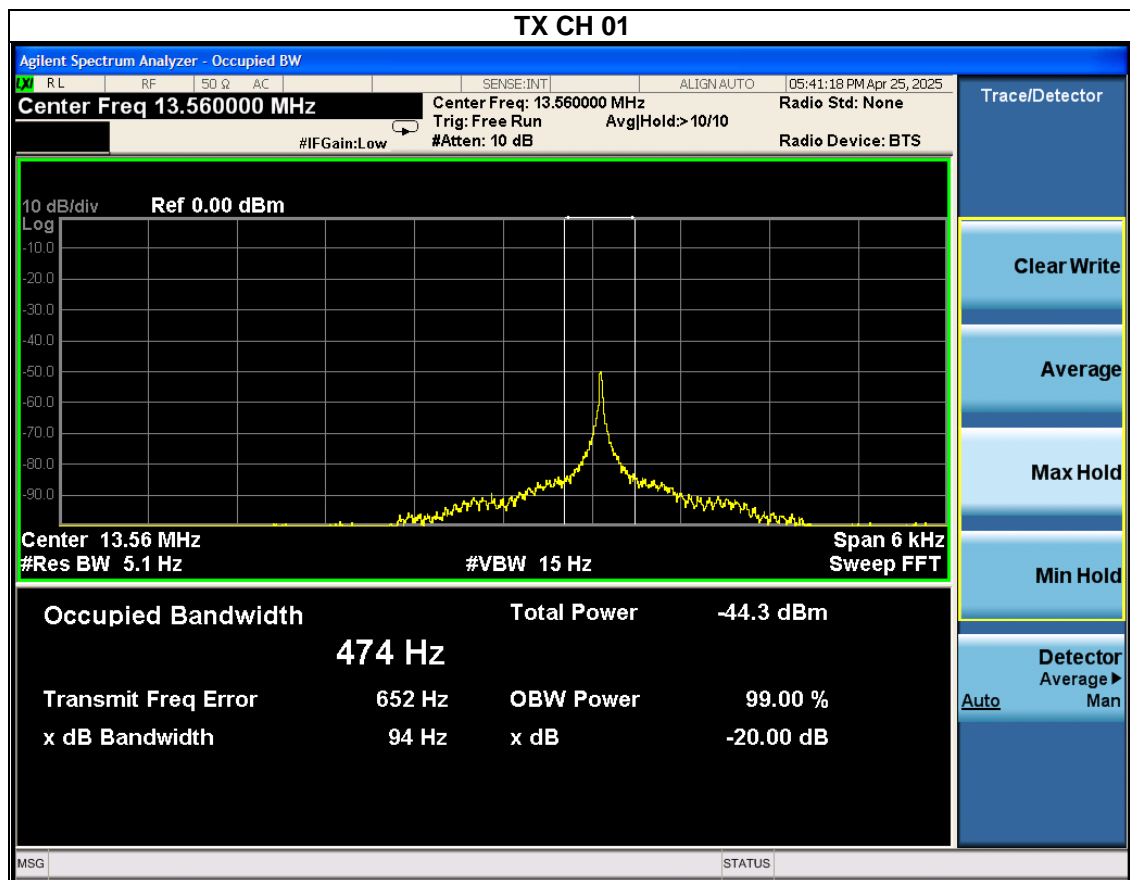 TX CH 01
Agilent Spectrum Analyzer - Occupied BW
LXI RL RF 50 Ω AC SENSE:INT ALIGN AUTO 05:41:18 PM Apr 25, 2025
Center Freq 13.560000 MHz Center Freq: 13.560000 MHz Radio Std: None
Trig: Free Run Avg|Hold:>10/10
#IFGain:Low #Atten: 10 dB Radio Device: BTS
10 dB/div Ref 0.00 dBm
Log
-10.0
-20.0
-30.0
-40.0
-50.0
-60.0
-70.0
-80.0
-90.0
Center 13.56 MHz Span 6 kHz
#Res BW 5.1 Hz #VBW 15 Hz Sweep FFT
Occupied Bandwidth Total Power -44.3 dBm
474 Hz
Transmit Freq Error 652 Hz OBW Power 99.00 %
x dB Bandwidth 94 Hz x dB -20.00 dB
MSG STATUS
Trace/Detector
Clear Write
Average
Max Hold
Min Hold
Detector
Average▶
Auto Man